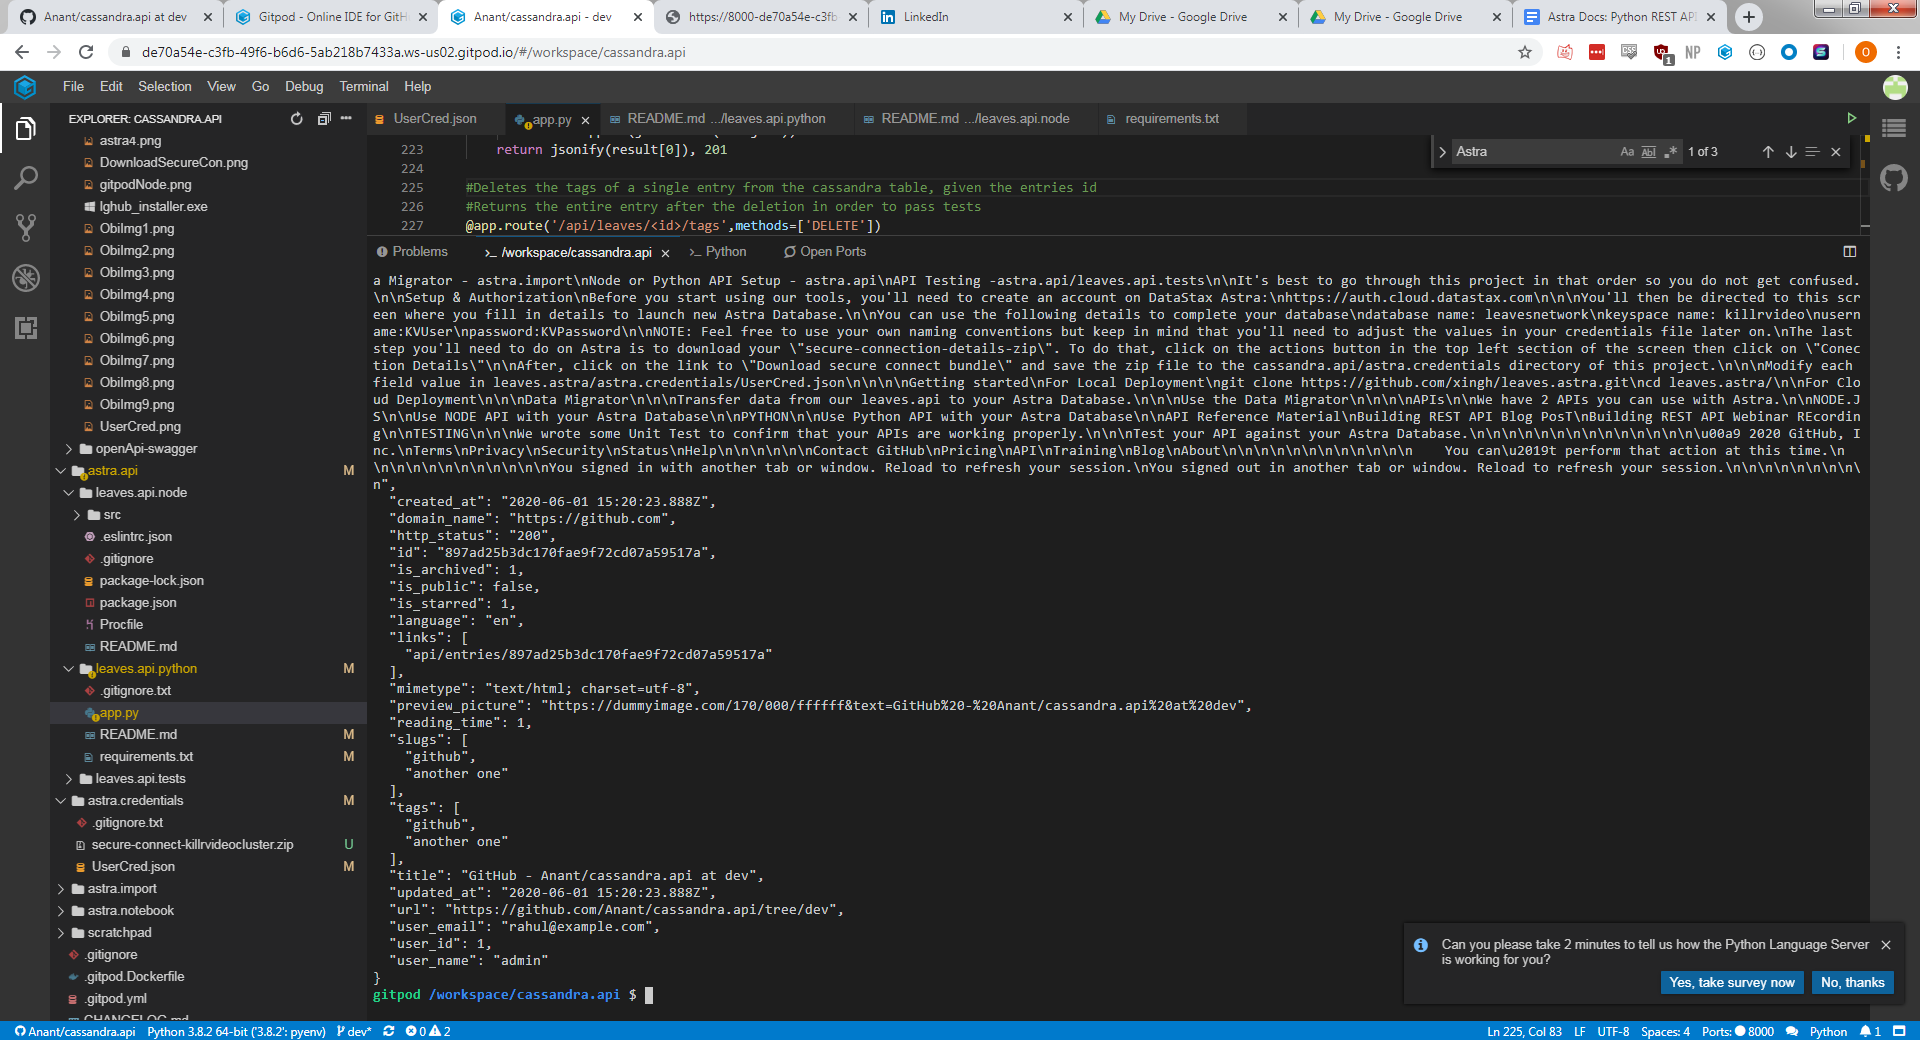 Anant/cassandra.api at dev
Gitpod - Online IDE for GitH
Anant/cassandra.api - dev
https://8000-de70a54e-c3fb
LinkedIn
My Drive - Google Drive
My Drive - Google Drive
Astra Docs: Python REST API
de70a54e-c3fb-49f6-b6d6-5ab218b7433a.ws-us02.gitpod.io/#/workspace/cassandra.api
NP
1
O
File Edit Selection View Go Debug Terminal Help
EXPLORER: CASSANDRA.API
astra4.png
DownloadSecureCon.png
gitpodNode.png
lghub_installer.exe
ObiImg1.png
ObiImg2.png
ObiImg3.png
ObiImg4.png
ObiImg5.png
ObiImg6.png
ObiImg7.png
ObiImg8.png
ObiImg9.png
UserCred.png
openApi-swagger
astra.api M
leaves.api.node
src
.eslintrc.json
.gitignore
package-lock.json
package.json
Procfile
README.md
leaves.api.python M
.gitignore.txt
app.py
README.md M
requirements.txt M
leaves.api.tests
astra.credentials M
.gitignore.txt
secure-connect-killrvideocluster.zip U
UserCred.json M
astra.import
astra.notebook
scratchpad
.gitignore
.gitpod.Dockerfile
.gitpod.yml
CHANGELOG.md
UserCred.json
app.py
README.md .../leaves.api.python
README.md .../leaves.api.node
requirements.txt
Astra
Aa Abl .* 1 of 3
223 return jsonify(result[0]), 201
224
225 #Deletes the tags of a single entry from the cassandra table, given the entries id
226 #Returns the entire entry after the deletion in order to pass tests
227 @app.route('/api/leaves/<id>/tags',methods=['DELETE'])
Problems
>_ /workspace/cassandra.api
>_ Python
Open Ports
a Migrator - astra.import\nNode or Python API Setup - astra.api\nAPI Testing -astra.api/leaves.api.tests\n\nIt's best to go through this project in that order so you do not get confused.
\n\nSetup & Authorization\nBefore you start using our tools, you'll need to create an account on DataStax Astra:\nhttps://auth.cloud.datastax.com\n\n\nYou'll then be directed to this scr
een where you fill in details to launch new Astra Database.\n\nYou can use the following details to complete your database\ndatabase name: leavesnetwork\nkeyspace name: killrvideo\nusern
ame:KVUser\npassword:KVPassword\n\nNOTE: Feel free to use your own naming conventions but keep in mind that you'll need to adjust the values in your credentials file later on.\nThe last
step you'll need to do on Astra is to download your \"secure-connection-details-zip\". To do that, click on the actions button in the top left section of the screen then click on \"Conec
tion Details\"\n\nAfter, click on the link to \"Download secure connect bundle\" and save the zip file to the cassandra.api/astra.credentials directory of this project.\n\n\nModify each
field value in leaves.astra/astra.credentials/UserCred.json\n\n\n\nGetting started\nFor Local Deployment\ngit clone https://github.com/xingh/leaves.astra.git\ncd leaves.astra/\n\nFor Clo
ud Deployment\n\n\nData Migrator\n\n\nTransfer data from our leaves.api to your Astra Database.\n\n\nUse the Data Migrator\n\n\n\nAPIs\n\nWe have 2 APIs you can use with Astra.\n\nNODE.J
S\n\nUse NODE API with your Astra Database\n\nPYTHON\n\nUse Python API with your Astra Database\n\nAPI Reference Material\nBuilding REST API Blog PosT\nBuilding REST API Webinar REcordin
g\n\nTESTING\n\n\nWe wrote some Unit Test to confirm that your APIs are working properly.\n\n\nTest your API against your Astra Database.\n\n\n\n\n\n\n\n\n\n\n\n\n\n\u00a9 2020 GitHub, I
nc.\nTerms\nPrivacy\nSecurity\nStatus\nHelp\n\n\n\n\n\nContact GitHub\nPricing\nAPI\nTraining\nBlog\nAbout\n\n\n\n\n\n\n\n\n\n\n\n You can\u2019t perform that action at this time.\n
\n\n\n\n\n\n\n\n\n\nYou signed in with another tab or window. Reload to refresh your session.\nYou signed out in another tab or window. Reload to refresh your session.\n\n\n\n\n\n\n\n\
n",
"created_at": "2020-06-01 15:20:23.888Z",
"domain_name": "https://github.com",
"http_status": "200",
"id": "897ad25b3dc170fae9f72cd07a59517a",
"is_archived": 1,
"is_public": false,
"is_starred": 1,
"language": "en",
"links": [
"api/entries/897ad25b3dc170fae9f72cd07a59517a"
],
"mimetype": "text/html; charset=utf-8",
"preview_picture": "https://dummyimage.com/170/000/ffffff&text=GitHub%20-%20Anant/cassandra.api%20at%20dev",
"reading_time": 1,
"slugs": [
"github",
"another one"
],
"tags": [
"github",
"another one"
],
"title": "GitHub - Anant/cassandra.api at dev",
"updated_at": "2020-06-01 15:20:23.888Z",
"url": "https://github.com/Anant/cassandra.api/tree/dev",
"user_email": "rahul@example.com",
"user_id": 1,
"user_name": "admin"
}
gitpod /workspace/cassandra.api $
Can you please take 2 minutes to tell us how the Python Language Server
is working for you?
Yes, take survey now
No, thanks
Anant/cassandra.api Python 3.8.2 64-bit ('3.8.2': pyenv) dev* 0 2
Ln 225, Col 83 LF UTF-8 Spaces: 4 Ports: 8000 Python 1